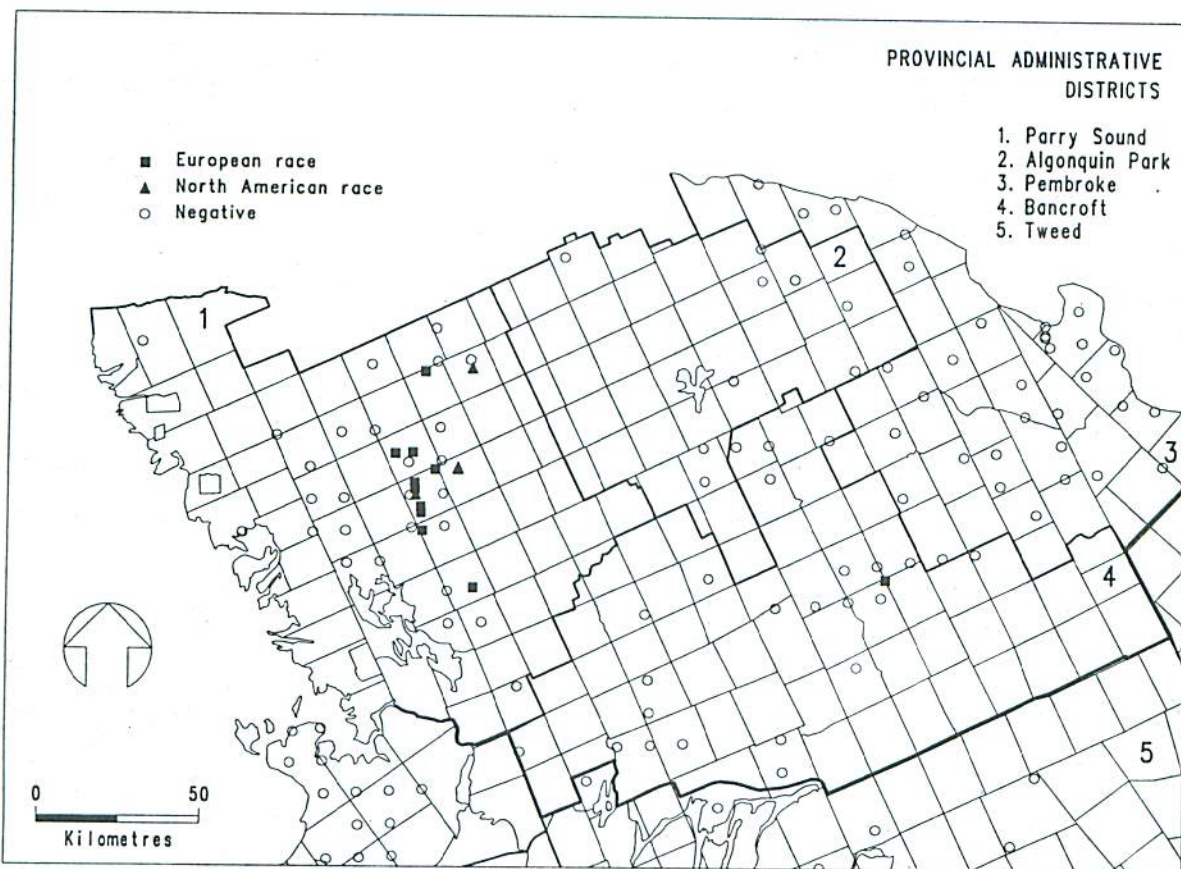 PROVINCIAL ADMINISTRATIVE
DISTRICTS
1. Parry Sound
2. Algonquin Park
3. Pembroke
4. Bancroft
5. Tweed
European race
North American race
Negative
1
2
3
4
5
0 50
Kilometres